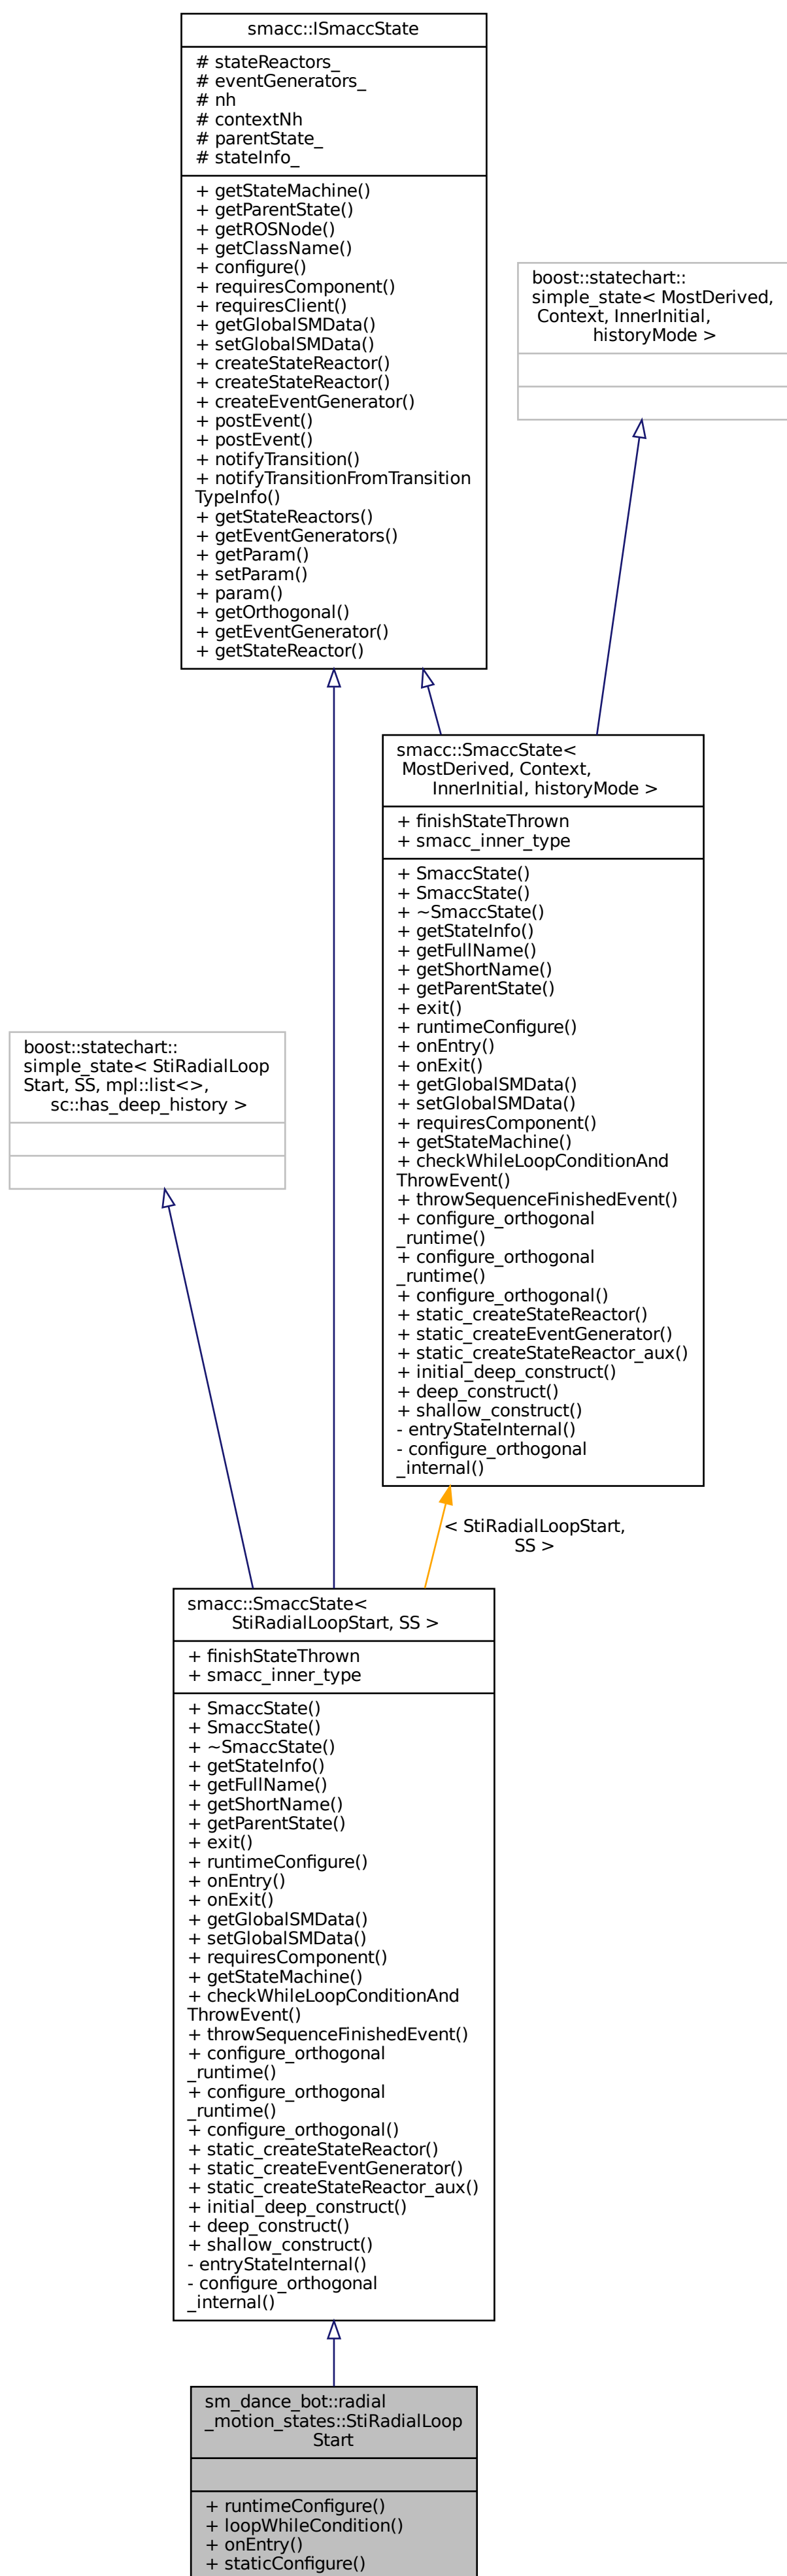 smacc::ISmaccState
# stateReactors_
# eventGenerators_
# nh
# contextNh
# parentState_
# stateInfo_
+ getStateMachine()
+ getParentState()
+ getROSNode()
+ getClassName()
+ configure()
+ requiresComponent()
+ requiresClient()
+ getGlobalSMData()
+ setGlobalSMData()
+ createStateReactor()
+ createStateReactor()
+ createEventGenerator()
+ postEvent()
+ postEvent()
+ notifyTransition()
+ notifyTransitionFromTransition
TypeInfo()
+ getStateReactors()
+ getEventGenerators()
+ getParam()
+ setParam()
+ param()
+ getOrthogonal()
+ getEventGenerator()
+ getStateReactor()
boost::statechart::
simple_state< MostDerived,
Context, InnerInitial,
historyMode >
smacc::SmaccState<
MostDerived, Context,
InnerInitial, historyMode >
+ finishStateThrown
+ smacc_inner_type
+ SmaccState()
+ SmaccState()
+ ~SmaccState()
+ getStateInfo()
+ getFullName()
+ getShortName()
+ getParentState()
+ exit()
+ runtimeConfigure()
+ onEntry()
+ onExit()
+ getGlobalSMData()
+ setGlobalSMData()
+ requiresComponent()
+ getStateMachine()
+ checkWhileLoopConditionAnd
ThrowEvent()
+ throwSequenceFinishedEvent()
+ configure_orthogonal
_runtime()
+ configure_orthogonal
_runtime()
+ configure_orthogonal()
+ static_createStateReactor()
+ static_createEventGenerator()
+ static_createStateReactor_aux()
+ initial_deep_construct()
+ deep_construct()
+ shallow_construct()
- entryStateInternal()
- configure_orthogonal
_internal()
boost::statechart::
simple_state< StiRadialLoop
Start, SS, mpl::list<>,
sc::has_deep_history >
< StiRadialLoopStart,
SS >
smacc::SmaccState<
StiRadialLoopStart, SS >
+ finishStateThrown
+ smacc_inner_type
+ SmaccState()
+ SmaccState()
+ ~SmaccState()
+ getStateInfo()
+ getFullName()
+ getShortName()
+ getParentState()
+ exit()
+ runtimeConfigure()
+ onEntry()
+ onExit()
+ getGlobalSMData()
+ setGlobalSMData()
+ requiresComponent()
+ getStateMachine()
+ checkWhileLoopConditionAnd
ThrowEvent()
+ throwSequenceFinishedEvent()
+ configure_orthogonal
_runtime()
+ configure_orthogonal
_runtime()
+ configure_orthogonal()
+ static_createStateReactor()
+ static_createEventGenerator()
+ static_createStateReactor_aux()
+ initial_deep_construct()
+ deep_construct()
+ shallow_construct()
- entryStateInternal()
- configure_orthogonal
_internal()
sm_dance_bot::radial
_motion_states::StiRadialLoop
Start
+ runtimeConfigure()
+ loopWhileCondition()
+ onEntry()
+ staticConfigure()